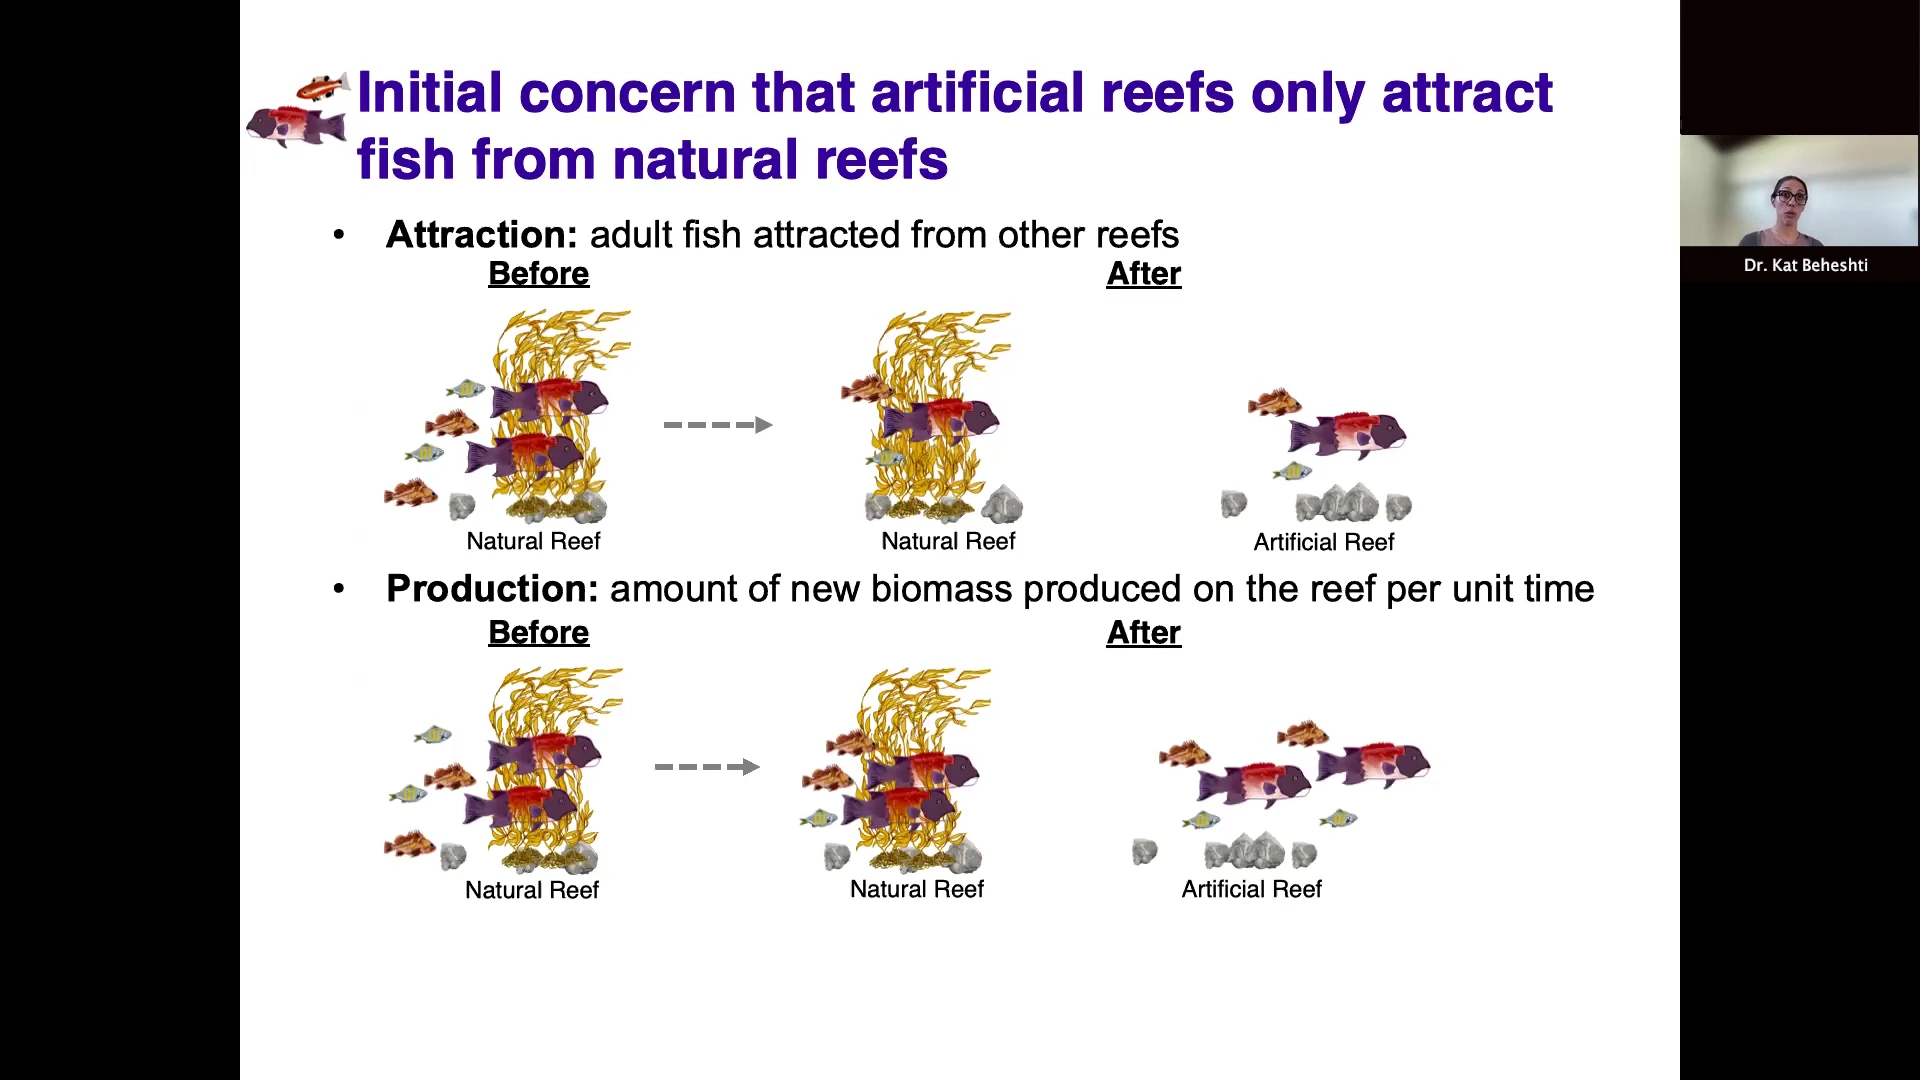 Initial concern that artificial reefs only attract
fish from natural reefs
• Attraction: adult fish attracted from other reefs
Before After
Natural Reef Natural Reef Artificial Reef
• Production: amount of new biomass produced on the reef per unit time
Before After
Natural Reef Natural Reef Artificial Reef
Dr. Kat Beheshti